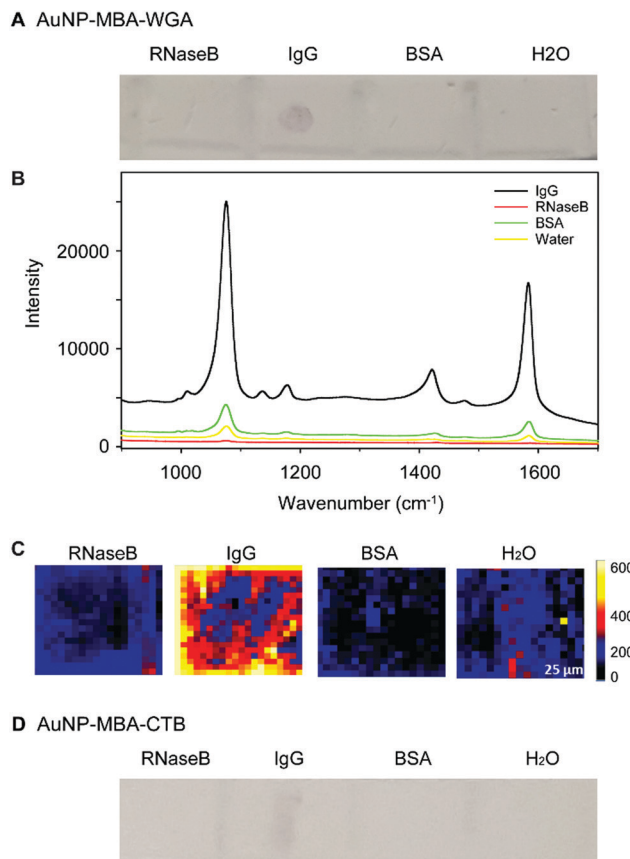 A AuNP-MBA-WGA
RNaseB IgG BSA H2O
B
IgG
RNaseB
BSA
Water
20000
10000
0
Intensity
1000 1200 1400 1600
Wavenumber (cm⁻¹)
C
RNaseB IgG BSA H₂O
600
400
200
0
25 µm
D AuNP-MBA-CTB
RNaseB IgG BSA H₂O